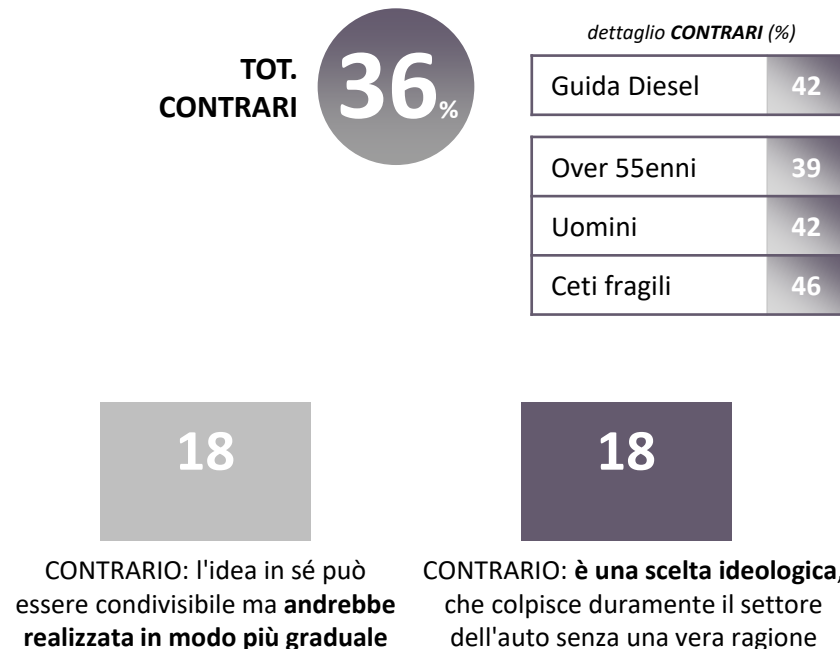 TOT.
CONTRARI
36%
dettaglio CONTRARI (%)
Guida Diesel 42
Over 55enni 39
Uomini 42
Ceti fragili 46
18
CONTRARIO: l'idea in sé può
essere condivisibile ma andrebbe
realizzata in modo più graduale
18
CONTRARIO: è una scelta ideologica,
che colpisce duramente il settore
dell'auto senza una vera ragione